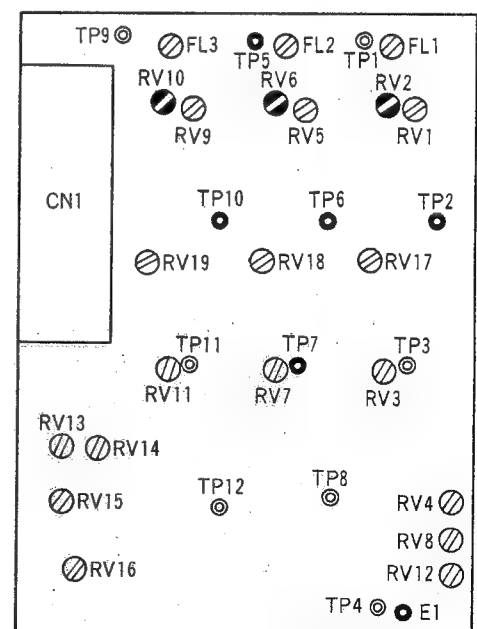 TP9 FL3 TP5 FL2 TP1 FL1
RV10 RV6 RV2
RV9 RV5 RV1
CN1 TP10 TP6 TP2
RV19 RV18 RV17
TP11 TP7 TP3
RV11 RV7 RV3
RV13
RV14
RV15 TP12 TP8 RV4
RV8
RV16 RV12
TP4 E1